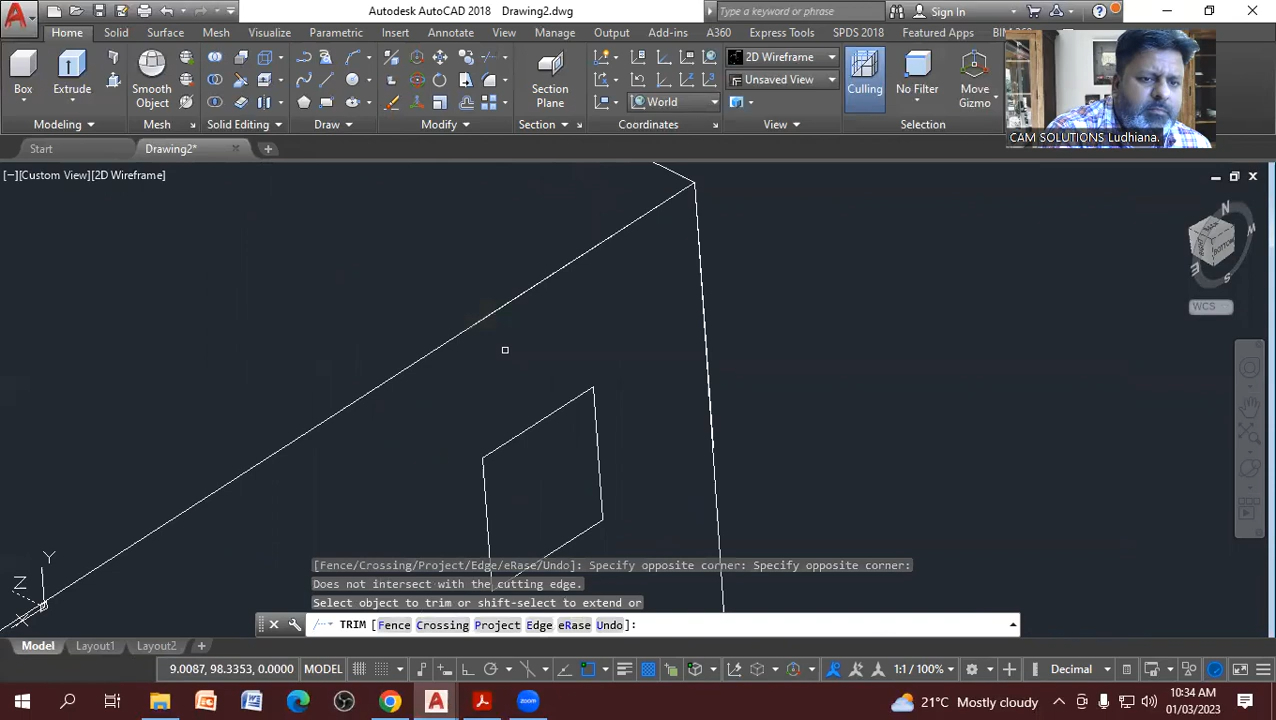 Autodesk AutoCAD 2018 Drawing2.dwg
Type a keyword or phrase
Sign In
Home Solid Surface Mesh Visualize Parametric Insert Annotate View Manage Output Add-ins A360 Express Tools SPDS 2018 Featured Apps
Box Extrude Smooth Object Section Plane
World
2D Wireframe
Unsaved View
Culling No Filter Move Gizmo
Modeling Mesh Solid Editing Draw Modify Section Coordinates View Selection
CAM SOLUTIONS Ludhiana.
Start Drawing2*
[−][Custom View][2D Wireframe]
N
BACK
BOTTOM
E
S
WCS
Y
Z
X
[Fence/Crossing/Project/Edge/eRase/Undo]: Specify opposite corner: Specify opposite corner:
Does not intersect with the cutting edge.
Select object to trim or shift-select to extend or
TRIM [Fence Crossing Project Edge eRase Undo]:
Model Layout1 Layout2
9.0087, 98.3353, 0.0000 MODEL 1:1 / 100% Decimal
21°C Mostly cloudy
10:34 AM
01/03/2023